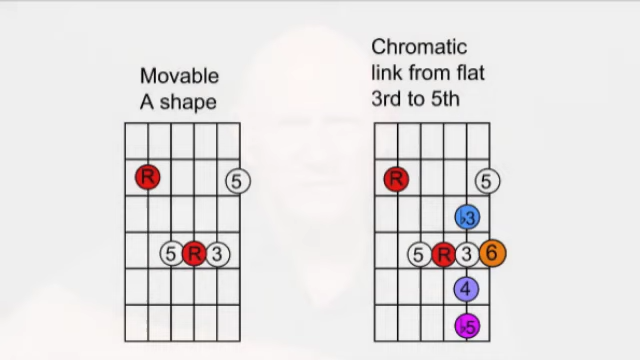 Movable
A shape
R
5
5 R 3
Chromatic
link from flat
3rd to 5th
R
5
♭3
5 R 3 6
4
♭5